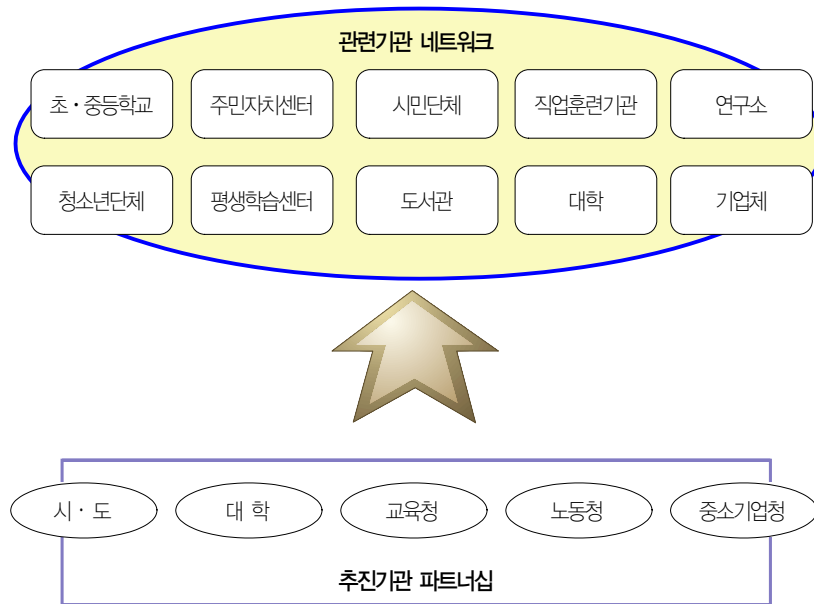 관련기관 네트워크
초・중등학교 주민자치센터 시민단체 직업훈련기관 연구소
청소년단체 평생학습센터 도서관 대학 기업체
시・도 대 학 교육청 노동청 중소기업청
추진기관 파트너십